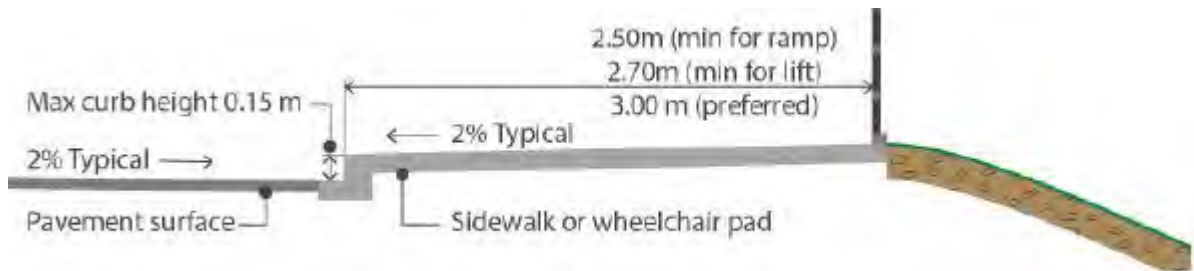 2.50m (min for ramp)
2.70m (min for lift)
3.00 m (preferred)
Max curb height 0.15 m
2% Typical
2% Typical
Pavement surface
Sidewalk or wheelchair pad